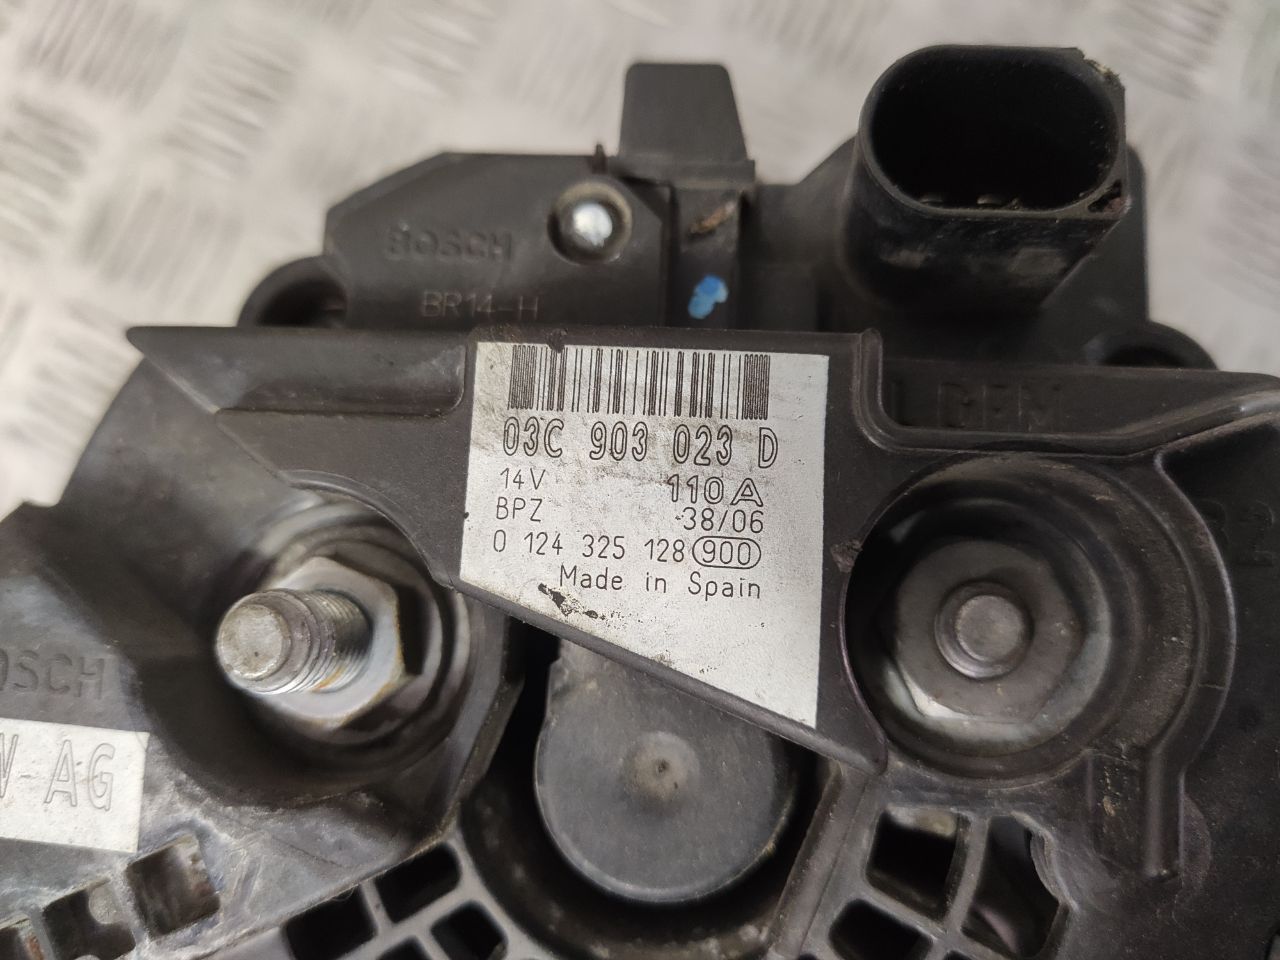 BOSCH
BR14-H
03C 903 023 D
14V 110A
BPZ 38/06
0 124 325 128 900
Made in Spain
OSCH
W-AG